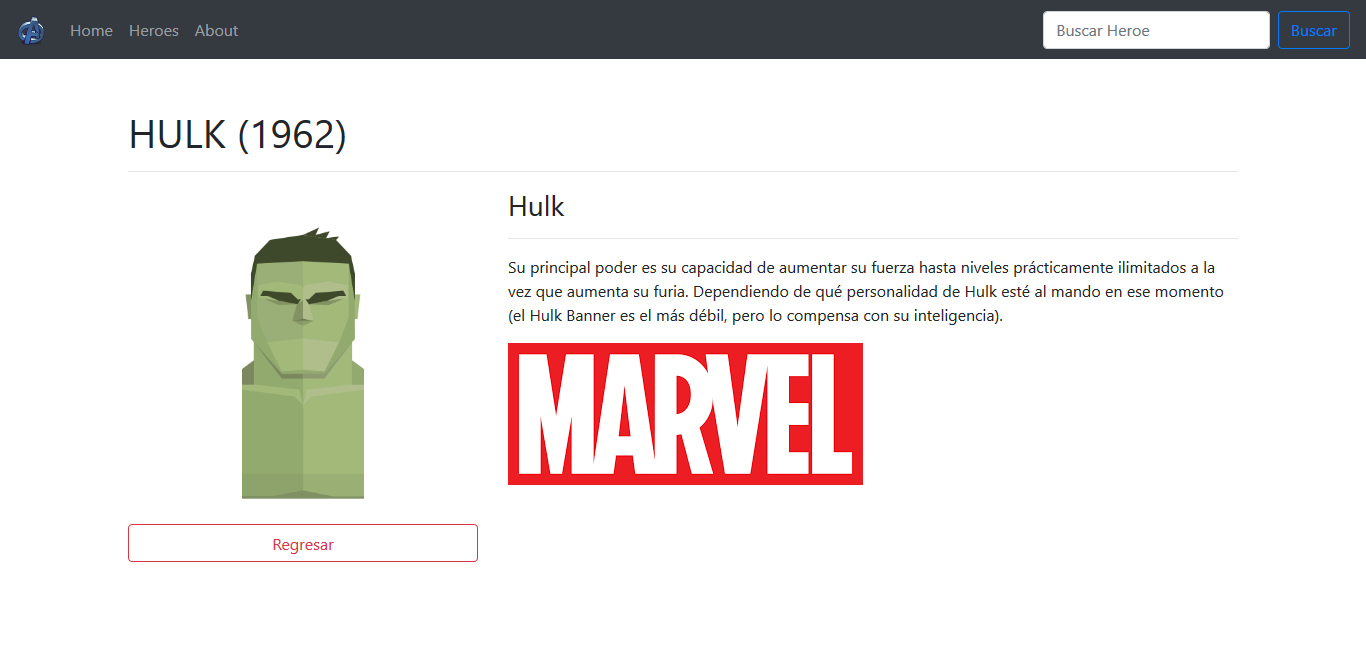 Home Heroes About Buscar Heroe Buscar
HULK (1962)
Hulk
Su principal poder es su capacidad de aumentar su fuerza hasta niveles prácticamente ilimitados a la
vez que aumenta su furia. Dependiendo de qué personalidad de Hulk esté al mando en ese momento
(el Hulk Banner es el más débil, pero lo compensa con su inteligencia).
MARVEL
Regresar